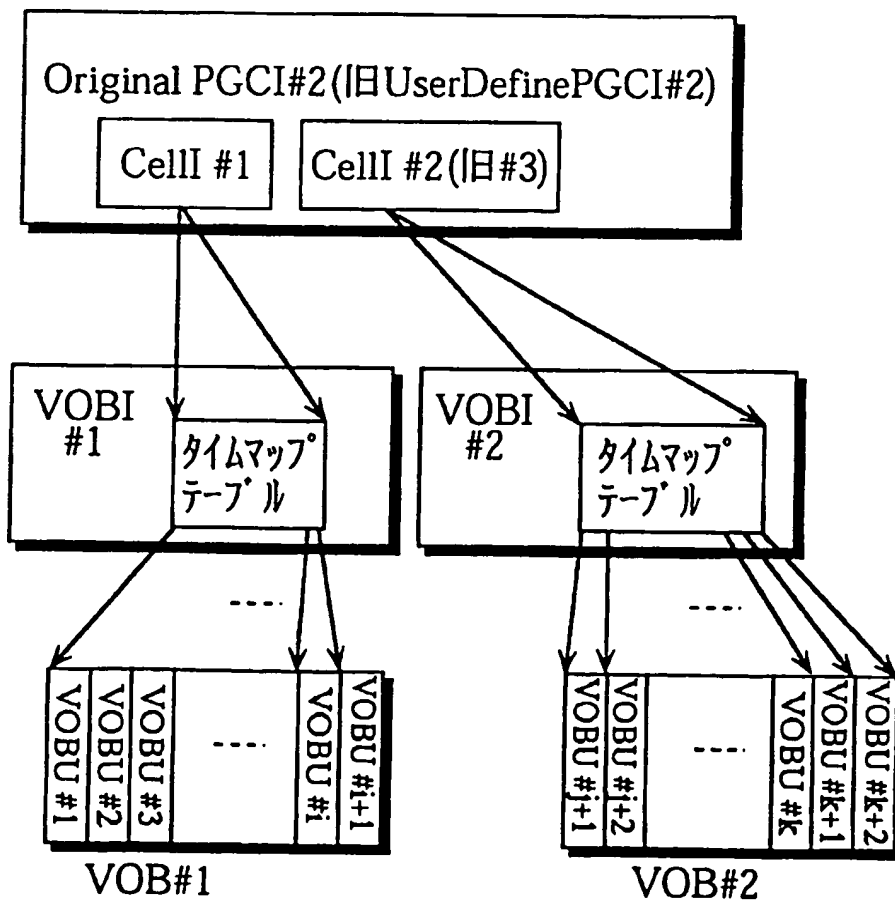 Original PGCI#2(旧UserDefinePGCI#2)
CellI #1
CellI #2(旧#3)
VOBI
#1
タイムマップ
テーブル
VOBI
#2
タイムマップ
テーブル
VOBU #1
VOBU #2
VOBU #3
VOBU #i
VOBU #i+1
VOBU #j+1
VOBU #j+2
VOBU #k
VOBU #k+1
VOBU #k+2
VOB#1
VOB#2